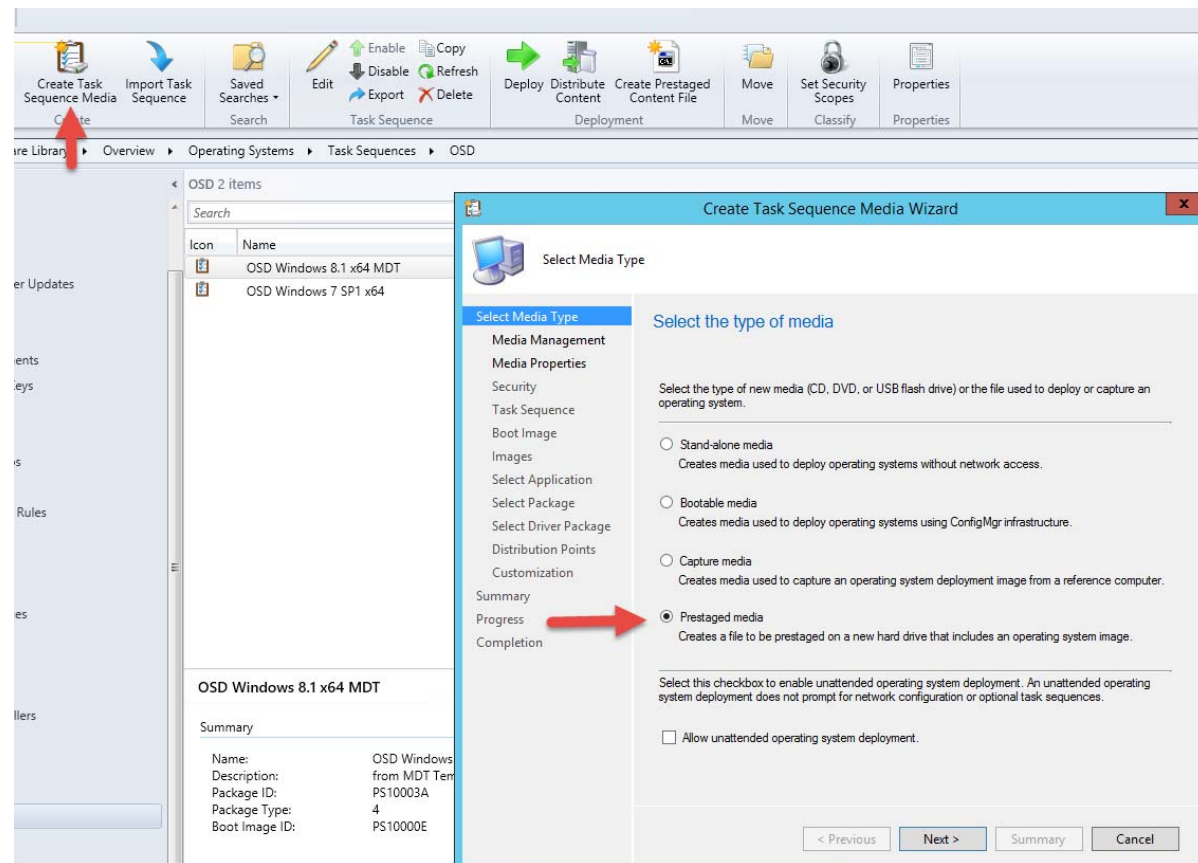 Create Task
Sequence Media
Import Task
Sequence
Saved
Searches
Edit
Enable
Copy
Disable
Refresh
Export
Delete
Deploy
Distribute
Content
Create Prestaged
Content File
Move
Set Security
Scopes
Properties
Search
Task Sequence
Deployment
Move
Classify
Properties
Library Overview Operating Systems Task Sequences OSD
OSD 2 items
Search
Icon Name
OSD Windows 8.1 x64 MDT
OSD Windows 7 SP1 x64
Updates
Rules
OSD Windows 8.1 x64 MDT
Summary
Name: OSD Windows
Description: from MDT Tem
Package ID: PS10003A
Package Type: 4
Boot Image ID: PS10000E
Create Task Sequence Media Wizard
x
Select Media Type
Select Media Type
Media Management
Media Properties
Security
Task Sequence
Boot Image
Images
Select Application
Select Package
Select Driver Package
Distribution Points
Customization
Summary
Progress
Completion
Select the type of media
Select the type of new media (CD, DVD, or USB flash drive) or the file used to deploy or capture an
operating system.
Stand-alone media
Creates media used to deploy operating systems without network access.
Bootable media
Creates media used to deploy operating systems using ConfigMgr infrastructure.
Capture media
Creates media used to capture an operating system deployment image from a reference computer.
Prestaged media
Creates a file to be prestaged on a new hard drive that includes an operating system image.
Select this checkbox to enable unattended operating system deployment. An unattended operating
system deployment does not prompt for network configuration or optional task sequences.
Allow unattended operating system deployment.
< Previous Next > Summary Cancel